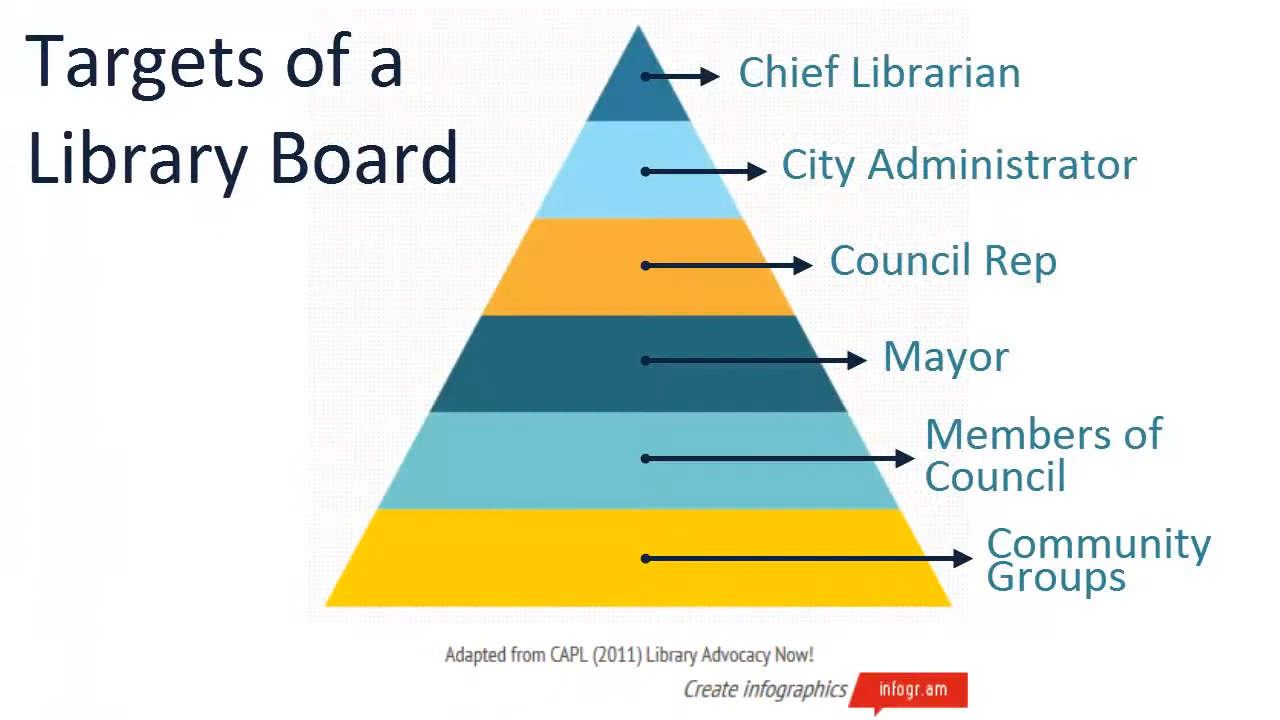 Targets of a
Library Board
Chief Librarian
City Administrator
Council Rep
Mayor
Members of
Council
Community
Groups
Adapted from CAPL (2011) Library Advocacy Now!
Create infographics
infogr.am